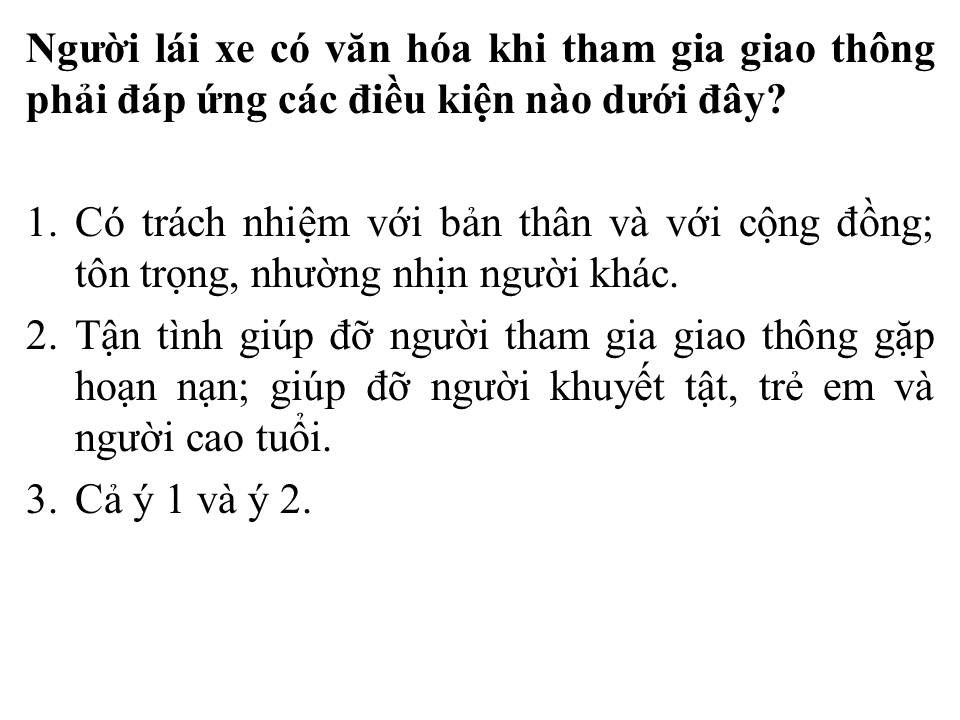 Người lái xe có văn hóa khi tham gia giao thông
phải đáp ứng các điều kiện nào dưới đây?
1. Có trách nhiệm với bản thân và với cộng đồng;
tôn trọng, nhường nhịn người khác.
2. Tận tình giúp đỡ người tham gia giao thông gặp
hoạn nạn; giúp đỡ người khuyết tật, trẻ em và
người cao tuổi.
3. Cả ý 1 và ý 2.